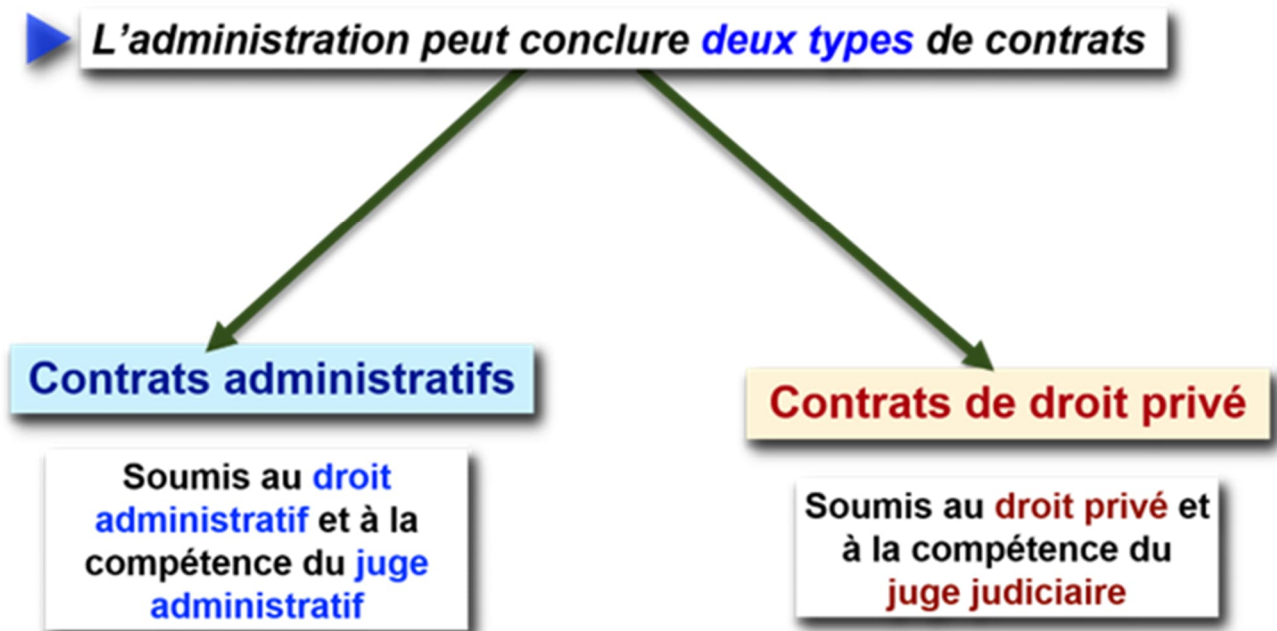 L'administration peut conclure deux types de contrats
Contrats administratifs
Soumis au droit
administratif et à la
compétence du juge
administratif
Contrats de droit privé
Soumis au droit privé et
à la compétence du
juge judiciaire